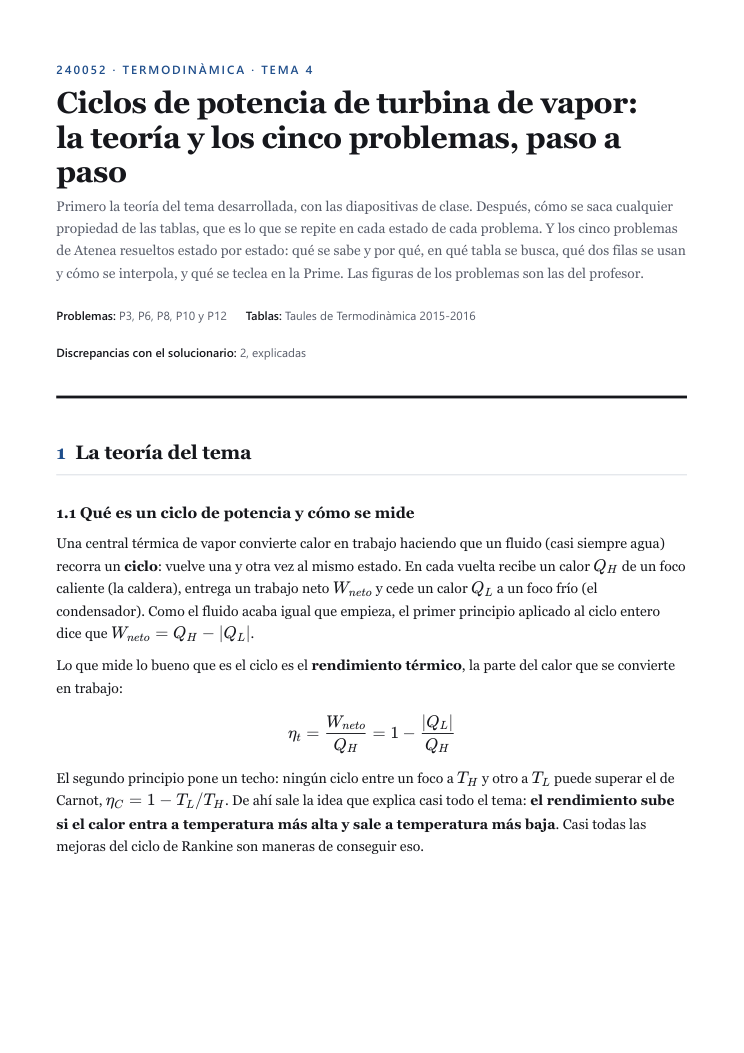 240052 · TERMODINÀMICA · TEMA 4
Ciclos de potencia de turbina de vapor:
la teoría y los cinco problemas, paso a
paso
Primero la teoría del tema desarrollada, con las diapositivas de clase. Después, cómo se saca cualquier
propiedad de las tablas, que es lo que se repite en cada estado de cada problema. Y los cinco problemas
de Atenea resueltos estado por estado: qué se sabe y por qué, en qué tabla se busca, qué dos filas se usan
y cómo se interpola, y qué se teclea en la Prime. Las figuras de los problemas son las del profesor.
Problemas: P3, P6, P8, P10 y P12 Tablas: Taules de Termodinàmica 2015-2016
Discrepancias con el solucionario: 2, explicadas
1 La teoría del tema
1.1 Qué es un ciclo de potencia y cómo se mide
Una central térmica de vapor convierte calor en trabajo haciendo que un fluido (casi siempre agua)
recorra un ciclo: vuelve una y otra vez al mismo estado. En cada vuelta recibe un calor Q_H de un foco
caliente (la caldera), entrega un trabajo neto W_neto y cede un calor Q_L a un foco frío (el
condensador). Como el fluido acaba igual que empieza, el primer principio aplicado al ciclo entero
dice que W_neto = Q_H − |Q_L|.
Lo que mide lo bueno que es el ciclo es el rendimiento térmico, la parte del calor que se convierte
en trabajo:
η_t = W_neto / Q_H = 1 − |Q_L| / Q_H
El segundo principio pone un techo: ningún ciclo entre un foco a T_H y otro a T_L puede superar el de
Carnot, η_C = 1 − T_L/T_H. De ahí sale la idea que explica casi todo el tema: el rendimiento sube
si el calor entra a temperatura más alta y sale a temperatura más baja. Casi todas las
mejoras del ciclo de Rankine son maneras de conseguir eso.